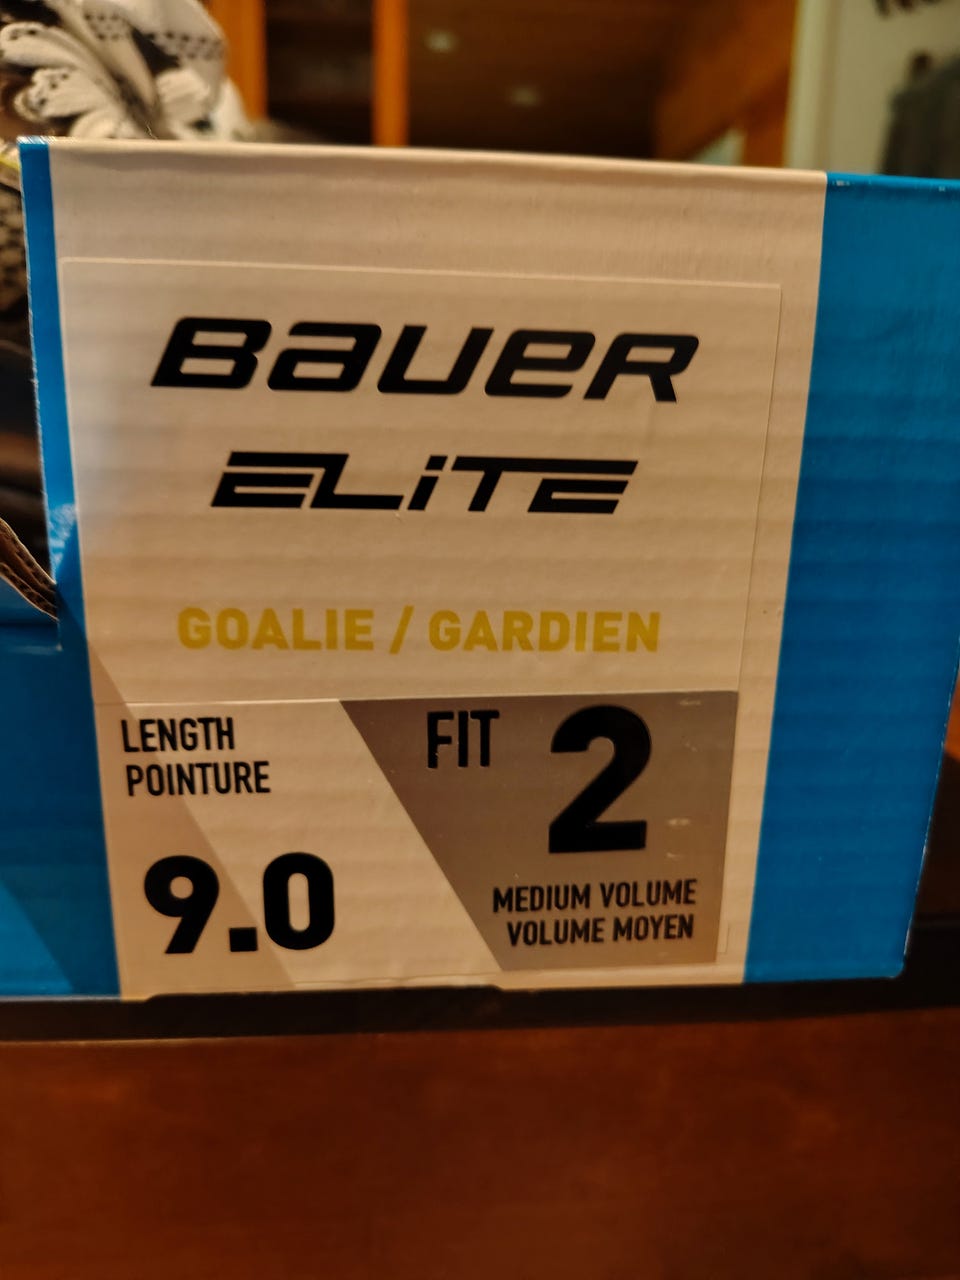 BAUER
ELITE
GOALIE / GARDIEN
LENGTH
POINTURE
9.0
FIT 2
MEDIUM VOLUME
VOLUME MOYEN